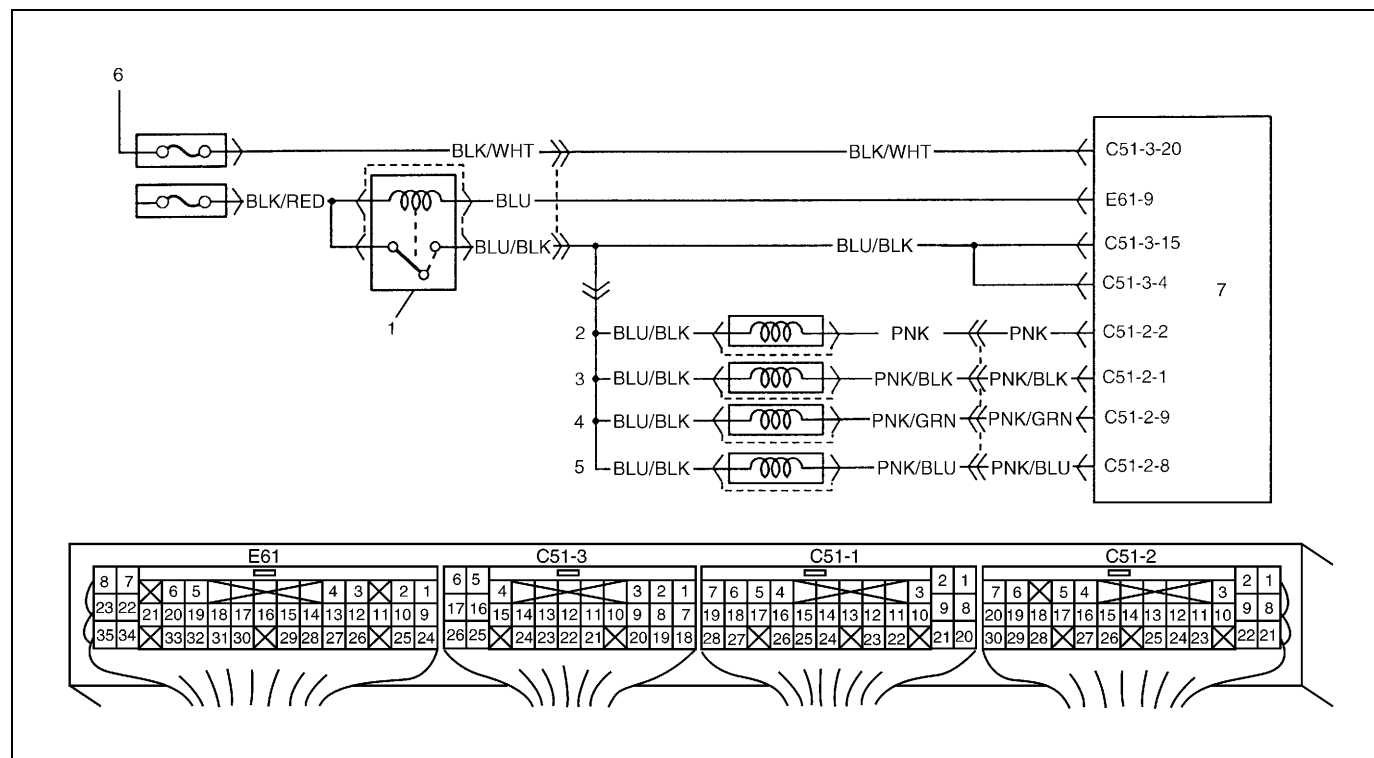 6
BLK/WHT BLK/WHT C51-3-20
BLK/RED BLU E61-9
BLU/BLK BLU/BLK C51-3-15
C51-3-4
7
1
2 BLU/BLK PNK PNK C51-2-2
3 BLU/BLK PNK/BLK PNK/BLK C51-2-1
4 BLU/BLK PNK/GRN PNK/GRN C51-2-9
5 BLU/BLK PNK/BLU PNK/BLU C51-2-8
E61 C51-3 C51-1 C51-2
8 7 6 5 4 3 2 1
23 22 21 20 19 18 17 16 15 14 13 12 11 10 9
35 34 33 32 31 30 29 28 27 26 25 24
6 5 4 3 2 1
17 16 15 14 13 12 11 10 9 8 7
26 25 24 23 22 21 20 19 18
7 6 5 4 3 2 1
19 18 17 16 15 14 13 12 11 10 9 8
28 27 26 25 24 23 22 21 20
7 6 5 4 3 2 1
20 19 18 17 16 15 14 13 12 11 10 9 8
30 29 28 27 26 25 24 23 22 21